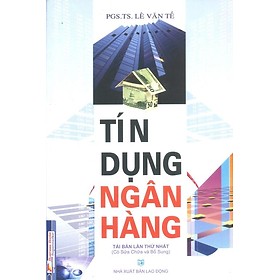 PGS.TS. LÊ VĂN TỀ
TÍN
DỤNG
NGÂN
HÀNG
TÁI BẢN LẦN THỨ NHẤT
(Có Sửa Chữa và Bổ Sung)
NHÀ XUẤT BẢN LAO ĐỘNG